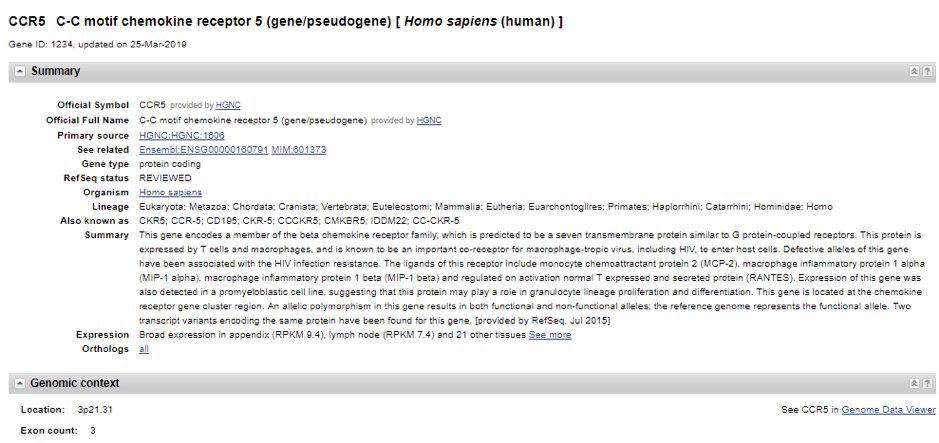 CCR5 C-C motif chemokine receptor 5 (gene/pseudogene) [ Homo sapiens (human) ]
Gene ID: 1234, updated on 25-Mar-2019
Summary
Official Symbol CCR5 provided by HGNC
Official Full Name C-C motif chemokine receptor 5 (gene/pseudogene) provided by HGNC
Primary source HGNC:HGNC:1606
See related Ensembl:ENSG00000160791 MIM:601373
Gene type protein coding
RefSeq status REVIEWED
Organism Homo sapiens
Lineage Eukaryota; Metazoa; Chordata; Craniata; Vertebrata; Euteleostomi; Mammalia; Eutheria; Euarchontoglires; Primates; Haplorrhini; Catarrhini; Hominidae; Homo
Also known as CKR5; CCR-5; CD195; CKR-5; CCCKR5; CMKBR5; IDDM22; CC-CKR-5
Summary This gene encodes a member of the beta chemokine receptor family, which is predicted to be a seven transmembrane protein similar to G protein-coupled receptors. This protein is
expressed by T cells and macrophages, and is known to be an important co-receptor for macrophage-tropic virus, including HIV, to enter host cells. Defective alleles of this gene
have been associated with the HIV infection resistance. The ligands of this receptor include monocyte chemoattractant protein 2 (MCP-2), macrophage inflammatory protein 1 alpha
(MIP-1 alpha), macrophage inflammatory protein 1 beta (MIP-1 beta) and regulated on activation normal T expressed and secreted protein (RANTES). Expression of this gene was
also detected in a promyeloblastic cell line, suggesting that this protein may play a role in granulocyte lineage proliferation and differentiation. This gene is located at the chemokine
receptor gene cluster region. An allelic polymorphism in this gene results in both functional and non-functional alleles; the reference genome represents the functional allele. Two
transcript variants encoding the same protein have been found for this gene. [provided by RefSeq, Jul 2015]
Expression Broad expression in appendix (RPKM 9.4), lymph node (RPKM 7.4) and 21 other tissues See more
Orthologs all
Genomic context
Location: 3p21.31 See CCR5 in Genome Data Viewer
Exon count: 3